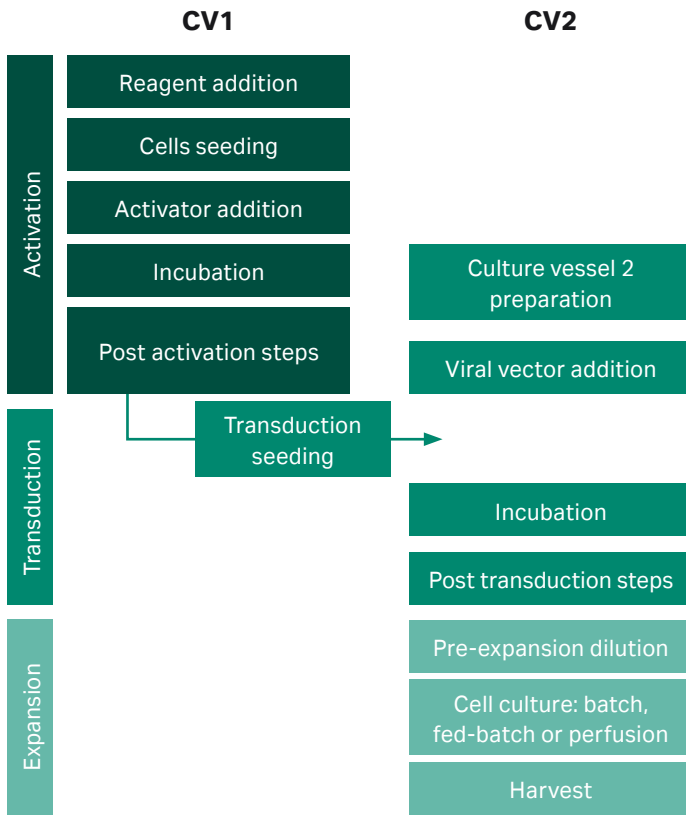 CV1
CV2
Activation
Reagent addition
Cells seeding
Activator addition
Incubation
Post activation steps
Culture vessel 2
preparation
Viral vector addition
Transduction
Transduction
seeding
Incubation
Post transduction steps
Expansion
Pre-expansion dilution
Cell culture: batch,
fed-batch or perfusion
Harvest